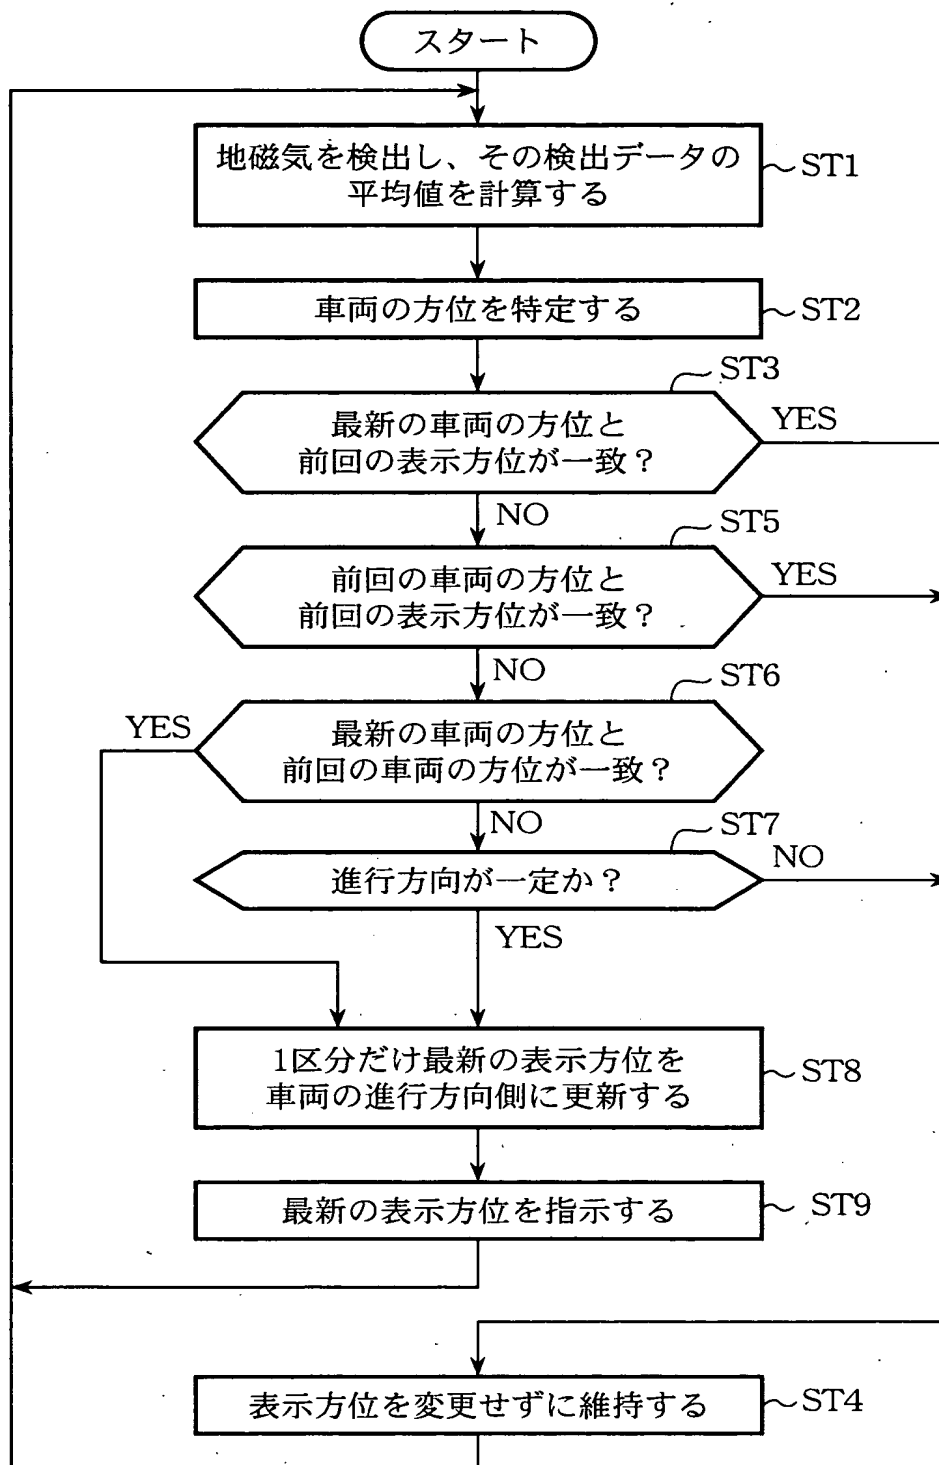 スタート
地磁気を検出し、その検出データの
平均値を計算する
ST1
車両の方位を特定する
ST2
ST3
最新の車両の方位と
前回の表示方位が一致？
YES
NO
ST5
前回の車両の方位と
前回の表示方位が一致？
YES
NO
ST6
YES
最新の車両の方位と
前回の車両の方位が一致？
NO
ST7
進行方向が一定か？
NO
YES
1区分だけ最新の表示方位を
車両の進行方向側に更新する
ST8
最新の表示方位を指示する
ST9
表示方位を変更せずに維持する
ST4